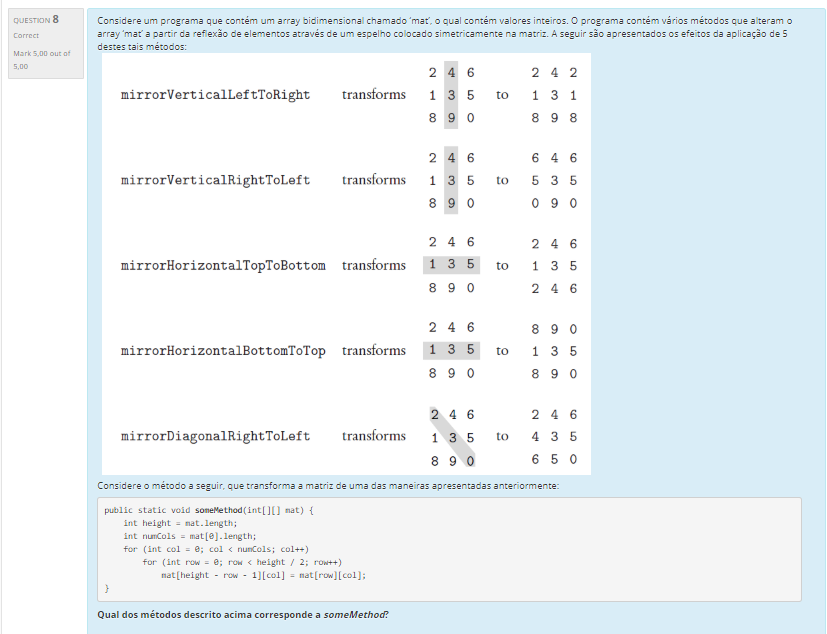 QUESTION 8
Correct
Mark 5,00 out of
5,00
Considere um programa que contém um array bidimensional chamado 'mat', o qual contém valores inteiros. O programa contém vários métodos que alteram o
array 'mat' a partir da reflexão de elementos através de um espelho colocado simetricamente na matriz. A seguir são apresentados os efeitos da aplicação de 5
destes tais métodos:
2 4 6 2 4 2
mirrorVerticalLeftToRight transforms 1 3 5 to 1 3 1
8 9 0 8 9 8
2 4 6 6 4 6
mirrorVerticalRightToLeft transforms 1 3 5 to 5 3 5
8 9 0 0 9 0
2 4 6 2 4 6
mirrorHorizontalTopToBottom transforms 1 3 5 to 1 3 5
8 9 0 2 4 6
2 4 6 8 9 0
mirrorHorizontalBottomToTop transforms 1 3 5 to 1 3 5
8 9 0 8 9 0
2 4 6 2 4 6
mirrorDiagonalRightToLeft transforms 1 3 5 to 4 3 5
8 9 0 6 5 0
Considere o método a seguir, que transforma a matriz de uma das maneiras apresentadas anteriormente:
public static void someMethod(int[][] mat) {
int height = mat.length;
int numCols = mat[0].length;
for (int col = 0; col < numCols; col++)
for (int row = 0; row < height / 2; row++)
mat[height - row - 1][col] = mat[row][col];
}
Qual dos métodos descrito acima corresponde a someMethod?